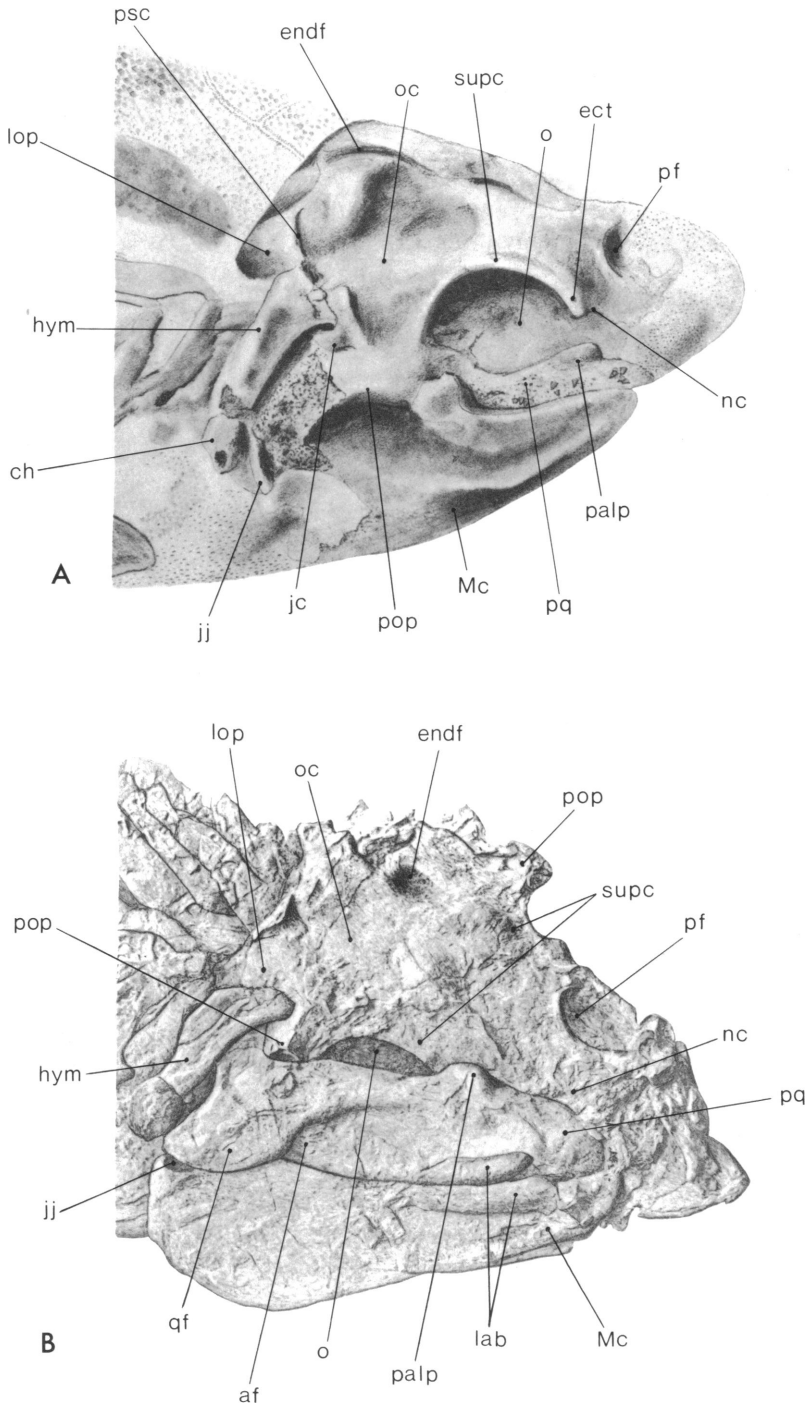 psc
endf
oc
supc
ect
o
pf
lop
hym
nc
ch
palp
Mc
pq
A
jc
pop
jj
lop
endf
oc
pop
supc
pop
pf
nc
hym
pq
jj
qf
B
o
lab
Mc
palp
af